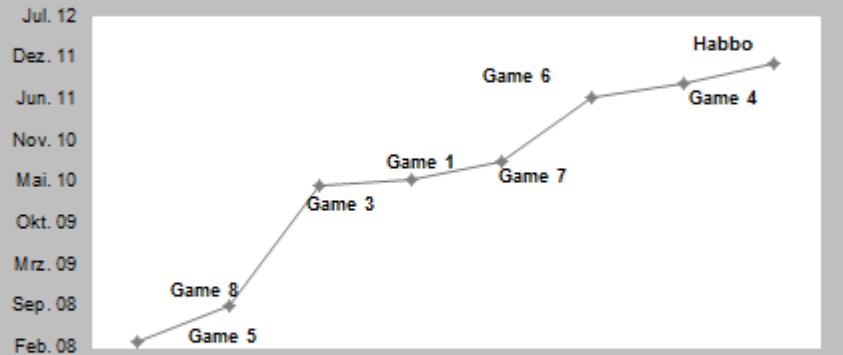 Jul. 12
Dez. 11
Jun. 11
Nov. 10
Mai. 10
Okt. 09
Mrz. 09
Sep. 08
Feb. 08
Habbo
Game 6
Game 4
Game 1
Game 7
Game 3
Game 8
Game 5